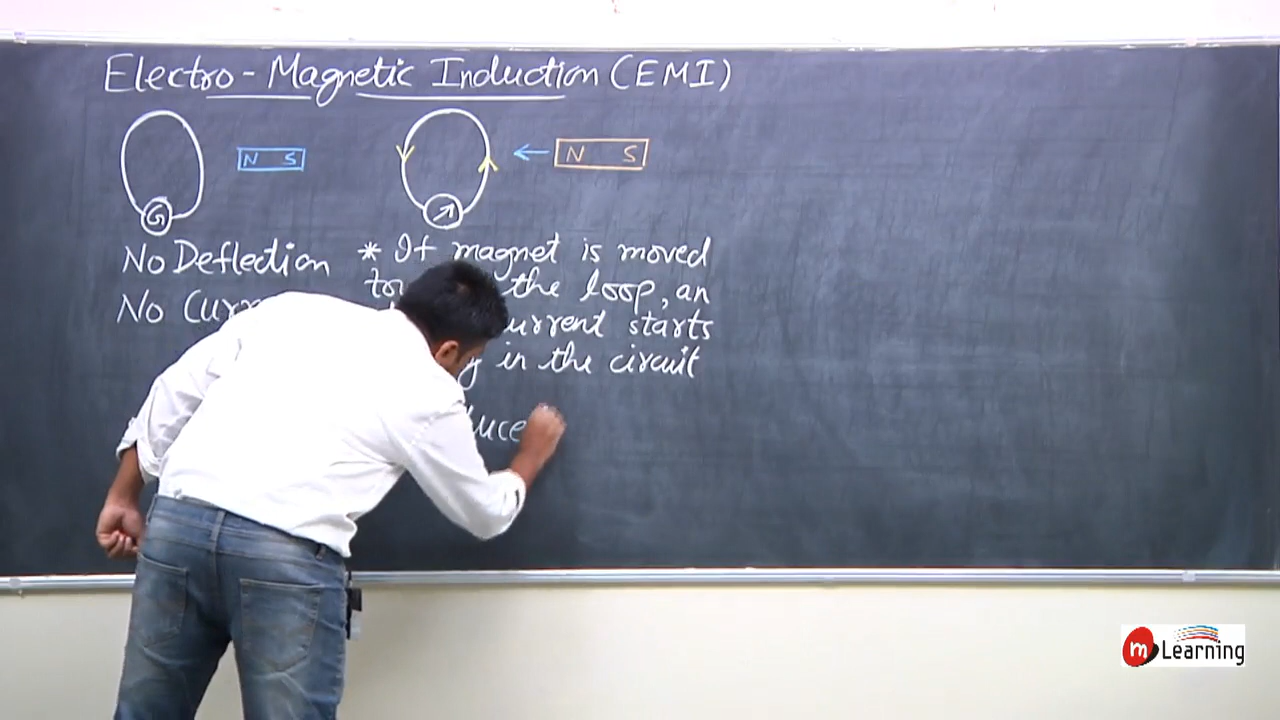 Electro - Magnetic Induction (EMI)
N S
N S
G
No Deflection
No
* If magnet is moved
the loop, an
starts
in the circuit
m Learning